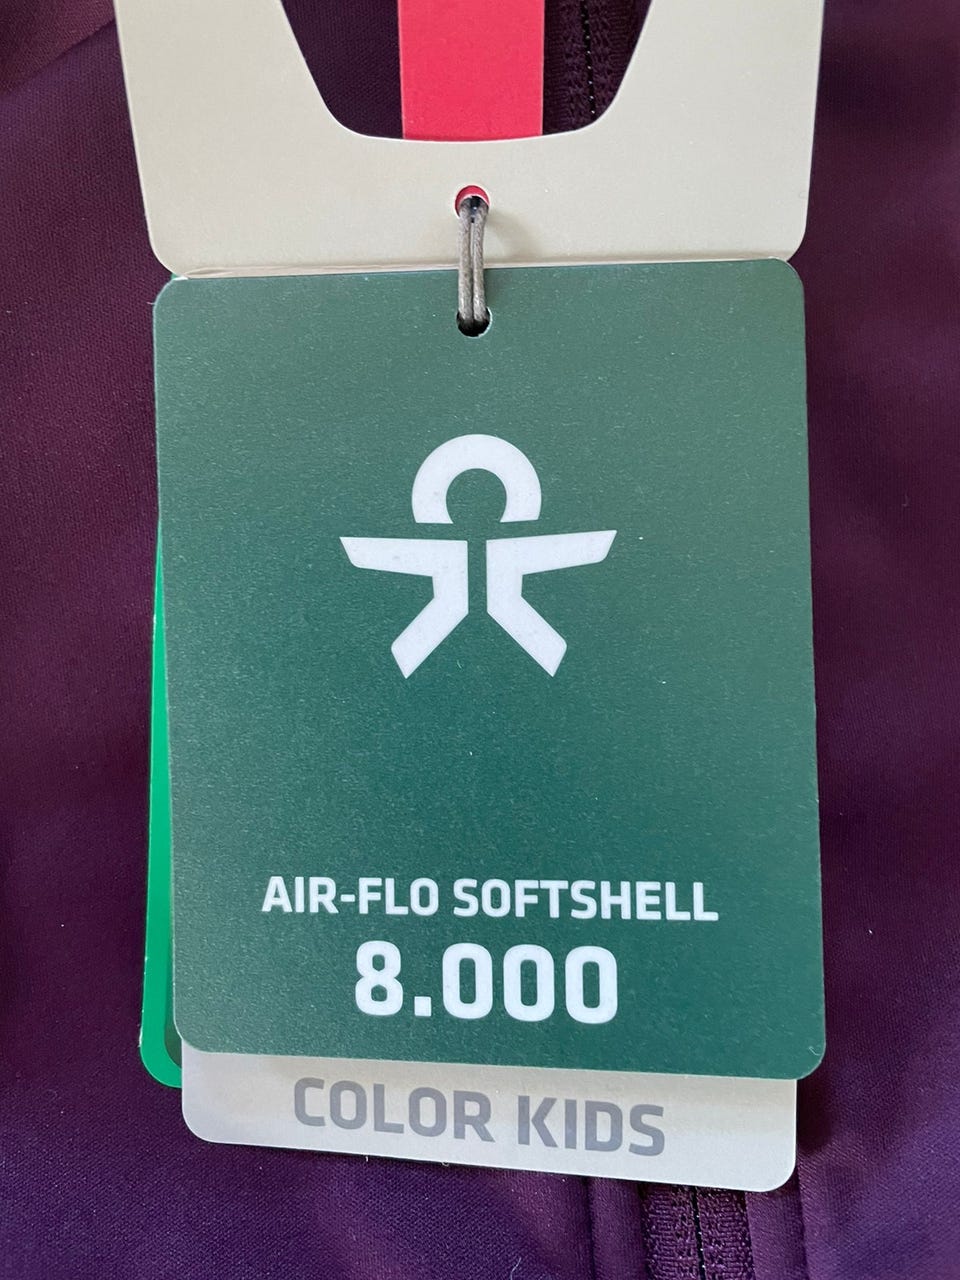 AIR-FLO SOFTSHELL
8.000
COLOR KIDS